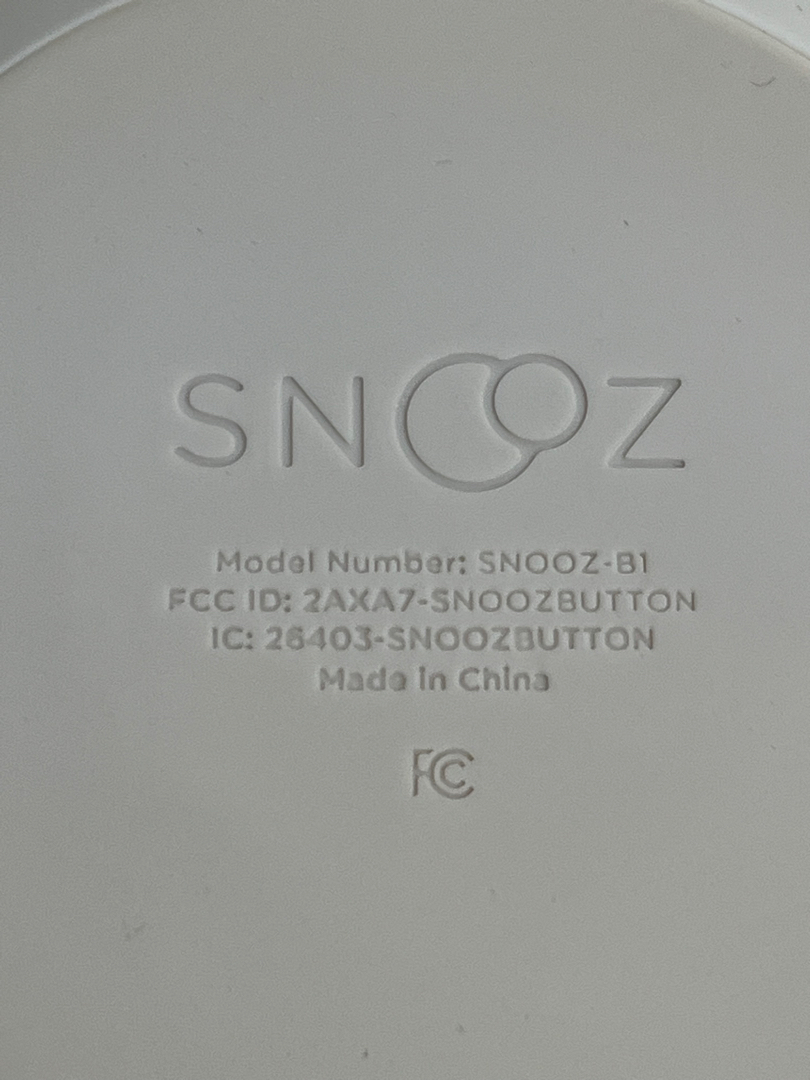 SNOOZ
Model Number: SNOOZ-B1
FCC ID: 2AXA7-SNOOZBUTTON
IC: 26403-SNOOZBUTTON
Made in China
FC